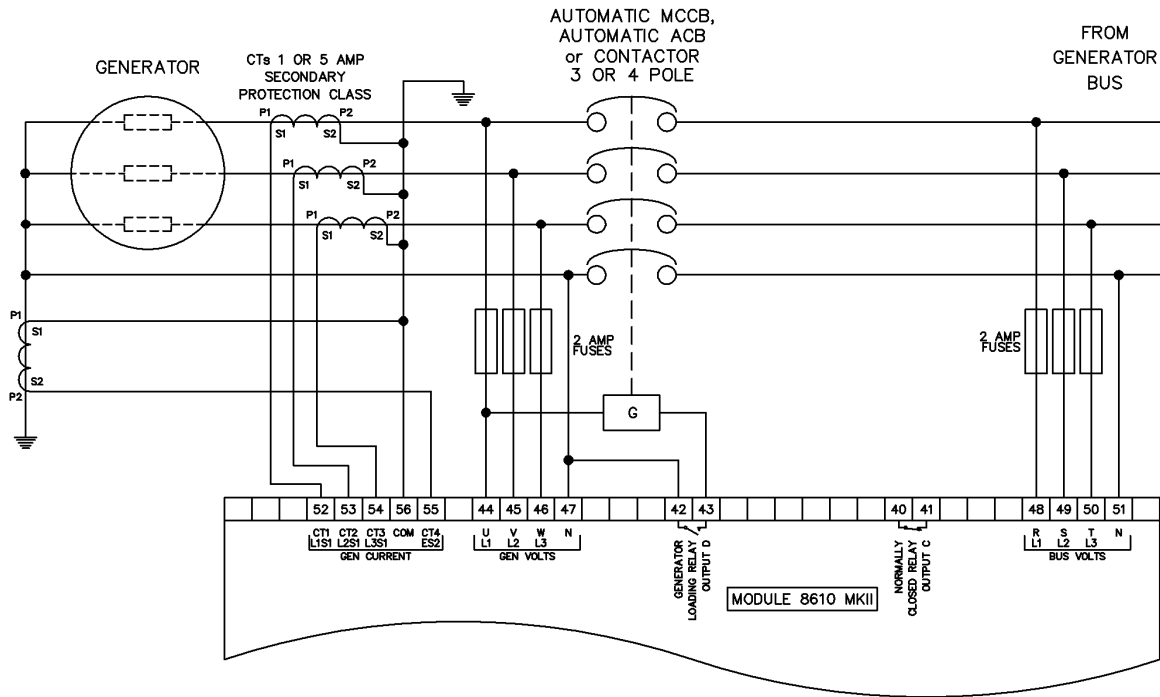 AUTOMATIC MCCB,
AUTOMATIC ACB
or CONTACTOR
3 OR 4 POLE
FROM
GENERATOR
BUS
GENERATOR
CTs 1 OR 5 AMP
SECONDARY
PROTECTION CLASS
P1 P2
S1 S2
P1 P2
S1 S2
P1 P2
S1 S2
P1
S1
S2
P2
2 AMP
FUSES
2 AMP
FUSES
G
52 53 54 56 55 44 45 46 47 42 43 40 41 48 49 50 51
CT1 CT2 CT3 COM CT4 U V W N R S T N
L1S1 L2S1 L3S1 ES2 L1 L2 L3 L1 L2 L3
GEN CURRENT GEN VOLTS BUS VOLTS
GENERATOR
LOADING RELAY
OUTPUT D
NORMALLY
CLOSED RELAY
OUTPUT C
MODULE 8610 MKII